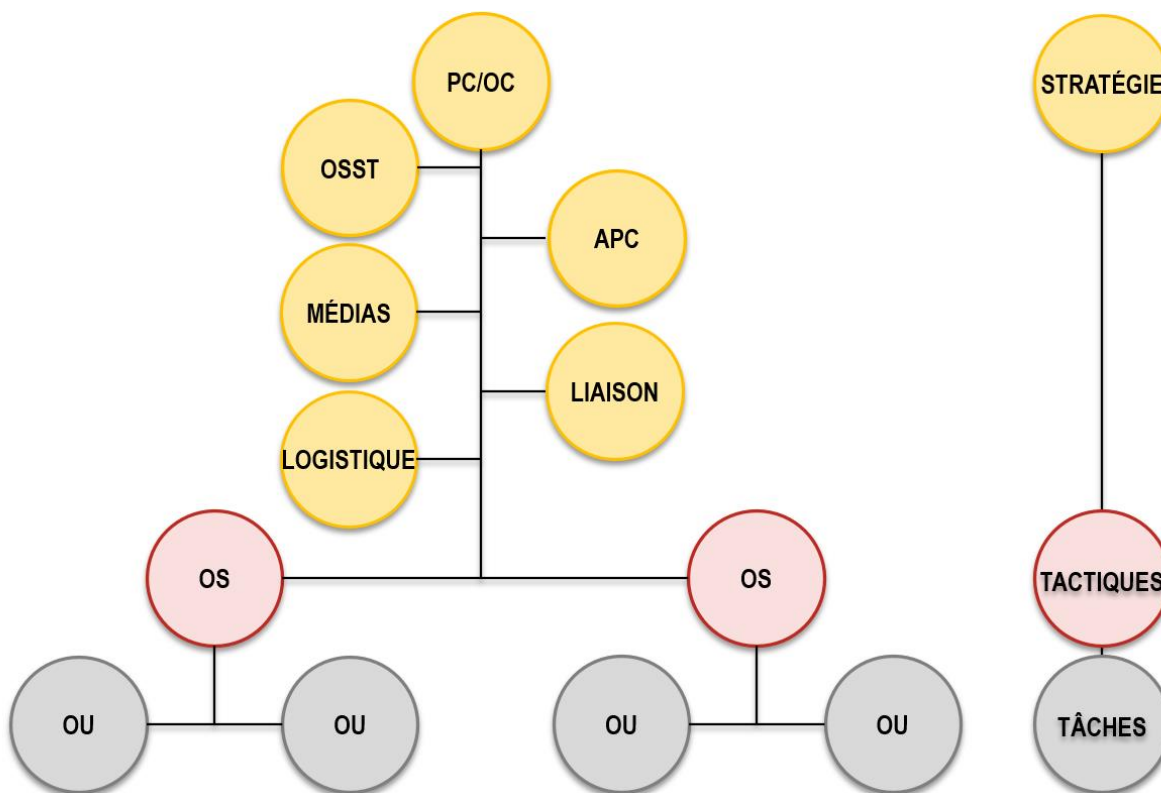 PC/OC
STRATÉGIE
OSST
APC
MÉDIAS
LIAISON
LOGISTIQUE
OS
OS
TACTIQUES
OU
OU
OU
OU
TÂCHES